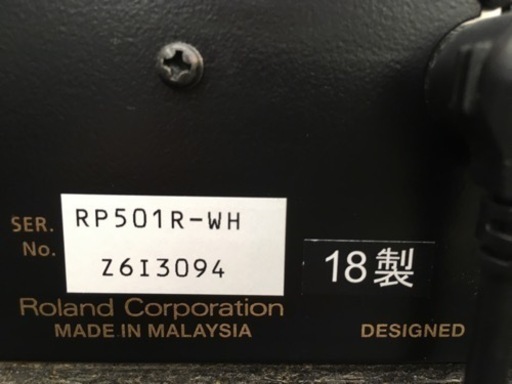 SER. RP501R-WH
No. Z6I3094
18製
Roland Corporation
MADE IN MALAYSIA DESIGNED